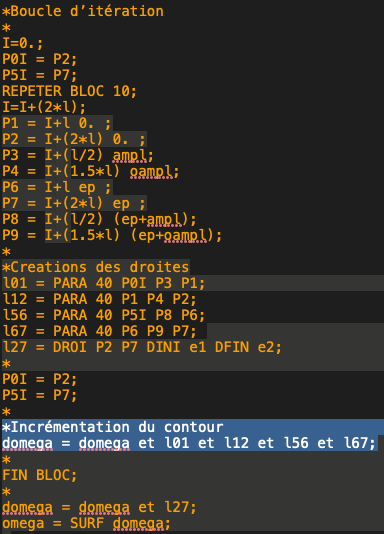 *Boucle d’itération
*
I=0.;
P0I = P2;
P5I = P7;
REPETER BLOC 10;
I=I+(2*l);
P1 = I+l 0. ;
P2 = I+(2*l) 0. ;
P3 = I+(l/2) ampl;
P4 = I+(1.5*l) oampl;
P6 = I+l ep ;
P7 = I+(2*l) ep ;
P8 = I+(l/2) (ep+ampl);
P9 = I+(1.5*l) (ep+oampl);
*
*Creations des droites
l01 = PARA 40 P0I P3 P1;
l12 = PARA 40 P1 P4 P2;
l56 = PARA 40 P5I P8 P6;
l67 = PARA 40 P6 P9 P7;
l27 = DROI P2 P7 DINI e1 DFIN e2;
*
P0I = P2;
P5I = P7;
*
*Incrémentation du contour
domega = domega et l01 et l12 et l56 et l67;
*
FIN BLOC;
*
domega = domega et l27;
omega = SURF domega;